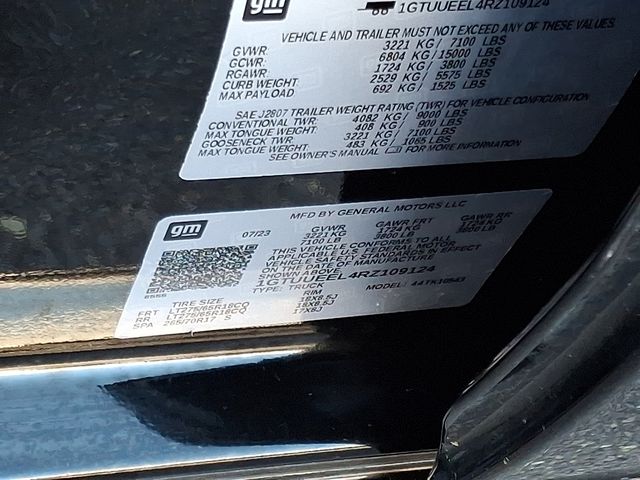 gm
1GTUUEEL4RZ109124
VEHICLE AND TRAILER MUST NOT EXCEED ANY OF THESE VALUES
GVWR 3221 KG/ 7100 LBS
GCWR: 6804 KG/15000 LBS
RGAWR: 1724 KG/ 3800 LBS
CURB WEIGHT: 2529 KG/ 5575 LBS
MAX PAYLOAD 692 KG/ 1525 LBS
SAE J2807 TRAILER WEIGHT RATING (TWR) FOR VEHICLE CONFIGURATION
CONVENTIONAL TWR: 4082 KG/ 9000 LBS
MAX TONGUE WEIGHT: 408 KG/ 900 LBS
GOOSENECK TWR: 3221 KG/ 7100 LBS
MAX TONGUE WEIGHT: 483 KG/ 1065 LBS
SEE OWNER'S MANUAL FOR MORE INFORMATION
MFD BY GENERAL MOTORS LLC
gm 07/23 GVWR GAWR FRT GAWR RR
3221 KG 1724 KG 1724 KG
7100 LB 3800 LB 3800 LB
THIS VEHICLE CONFORMS TO ALL
APPLICABLE U.S. FEDERAL MOTOR
VEHICLE SAFETY STANDARDS IN EFFECT
ON THE DATE OF MANUFACTURE
SHOWN ABOVE
1GTUUEEL4RZ109124
TYPE: TRUCK MODEL: 44TK10543
TIRE SIZE RIM
FRT LT275/65R18CQ 18X8.5J
RR LT275/65R18CQ 18X8.5J
SPA 265/70R17 S 17X8J